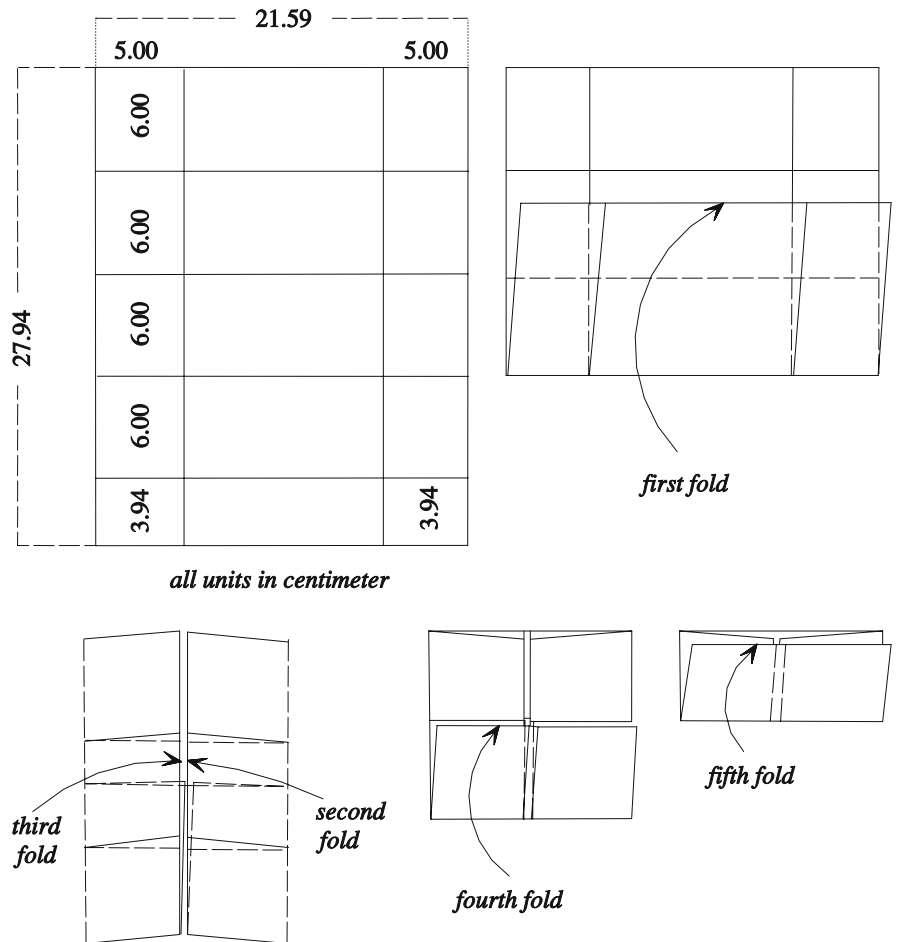 21.59
5.00 5.00
6.00
6.00
27.94
6.00
6.00
3.94 3.94
all units in centimeter
first fold
third
fold
second
fold
fourth fold
fifth fold